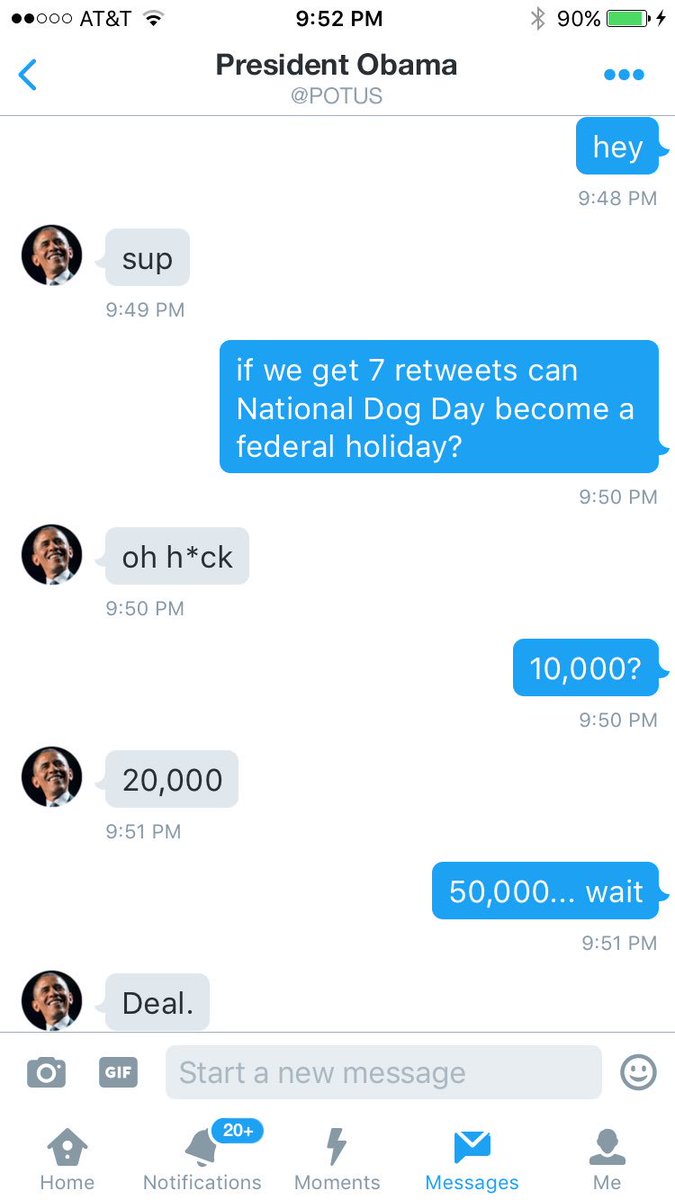 AT&T 9:52 PM 90%
President Obama
@POTUS
hey
9:48 PM
sup
9:49 PM
if we get 7 retweets can
National Dog Day become a
federal holiday?
9:50 PM
oh h*ck
9:50 PM
10,000?
9:50 PM
20,000
9:51 PM
50,000... wait
9:51 PM
Deal.
GIF Start a new message
20+
Home Notifications Moments Messages Me